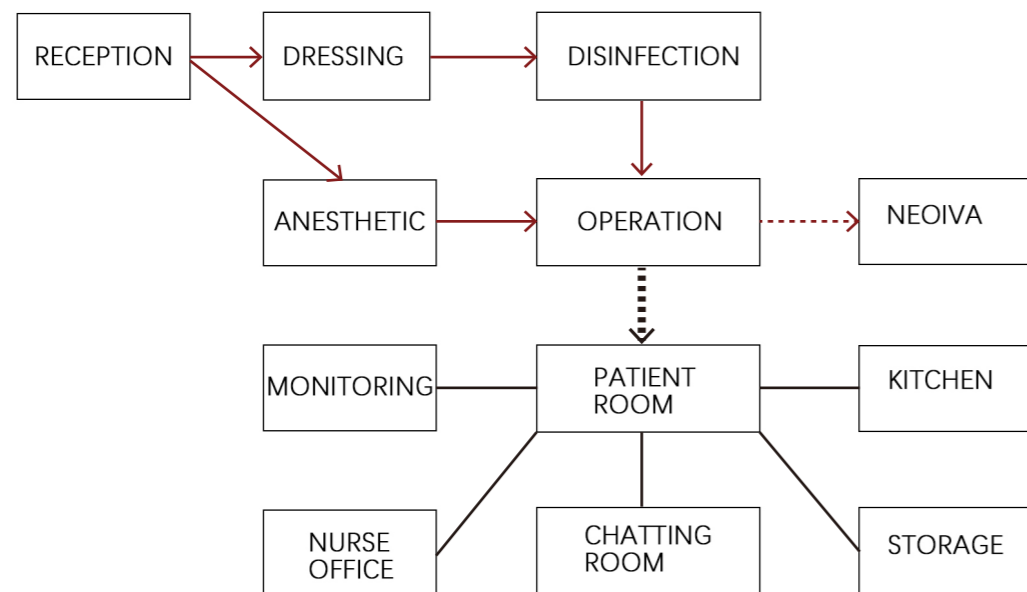 RECEPTION
DRESSING
DISINFECTION
ANESTHETIC
OPERATION
NEOIVA
MONITORING
PATIENT
ROOM
KITCHEN
NURSE
OFFICE
CHATTING
ROOM
STORAGE